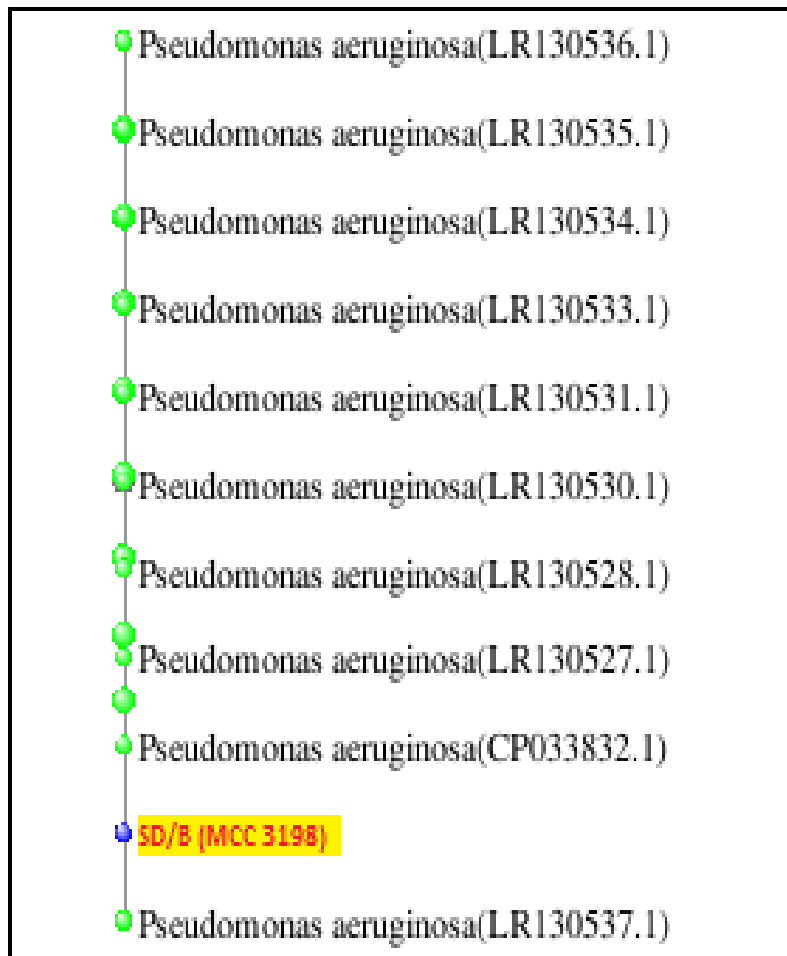 Pseudomonas aeruginosa(LR130536.1)
Pseudomonas aeruginosa(LR130535.1)
Pseudomonas aeruginosa(LR130534.1)
Pseudomonas aeruginosa(LR130533.1)
Pseudomonas aeruginosa(LR130531.1)
Pseudomonas aeruginosa(LR130530.1)
Pseudomonas aeruginosa(LR130528.1)
Pseudomonas aeruginosa(LR130527.1)
Pseudomonas aeruginosa(CP033832.1)
SD/B (MCC 3198)
Pseudomonas aeruginosa(LR130537.1)